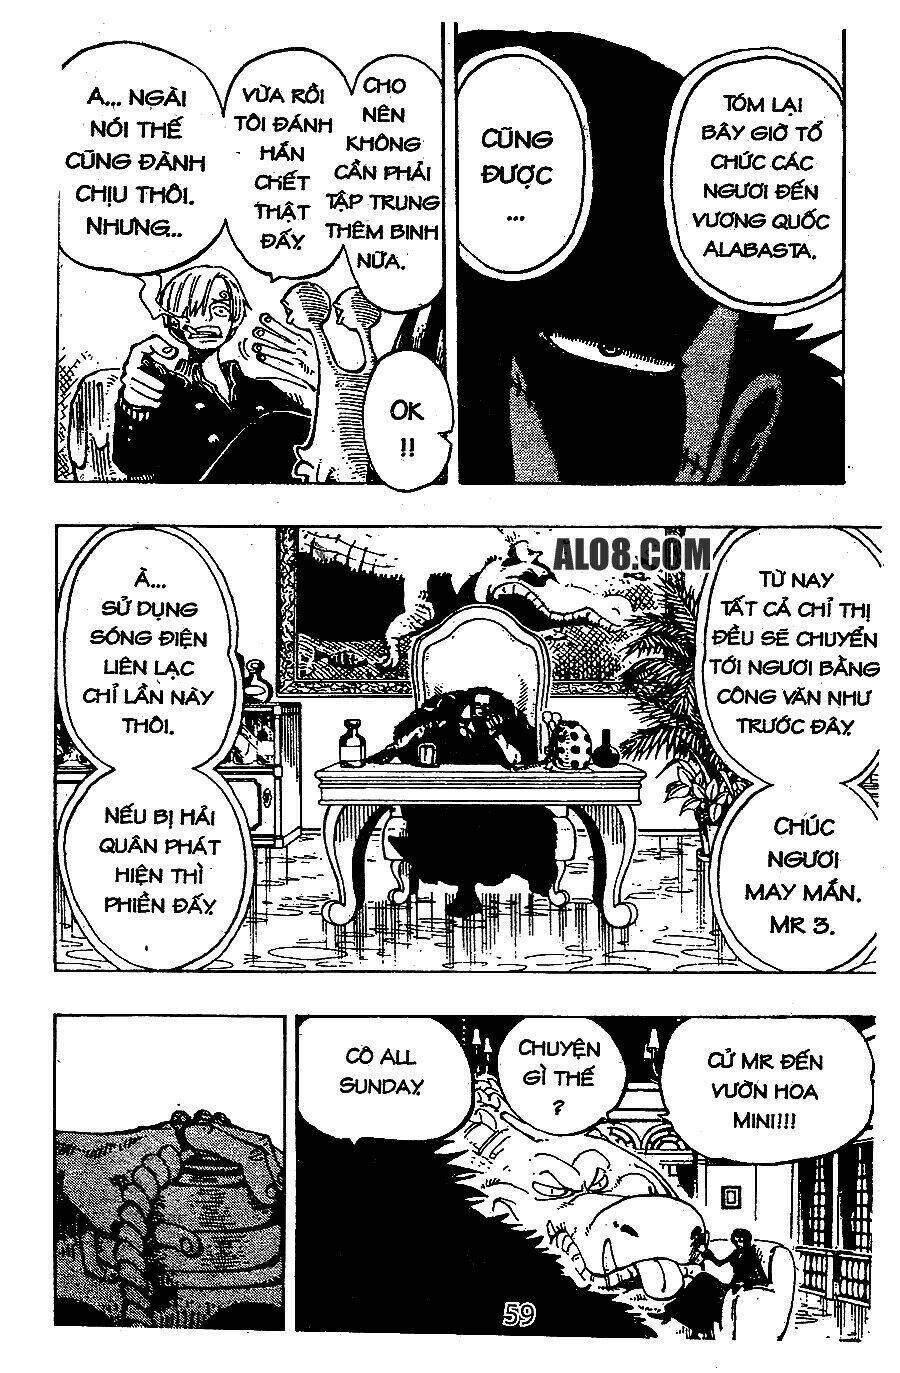 TÓM LẠI
BÂY GIỜ TỔ
CHỨC CÁC
NGƯƠI ĐẾN
VƯƠNG QUỐC
ALABASTA.
CŨNG
ĐƯỢC
...
CHO
NÊN
KHÔNG
CẦN PHẢI
TẬP TRUNG
THÊM BINH
NỮA.
VỪA RỒI
TÔI ĐÁNH
HẮN
CHẾT
THẬT
ĐẤY.
A... NGÀI
NÓI THẾ
CŨNG ĐÀNH
CHỊU THÔI.
NHƯNG..
OK
!!
ALO8.COM
TỪ NAY
TẤT CẢ CHỈ THỊ
ĐỀU SẼ CHUYỂN
TỚI NGƯƠI BẰNG
CÔNG VĂN NHƯ
TRƯỚC ĐÂY.
CHÚC
NGƯƠI
MAY MẮN.
MR 3.
À...
SỬ DỤNG
SÓNG ĐIỆN
LIÊN LẠC
CHỈ LẦN NÀY
THÔI.
NẾU BỊ HẢI
QUÂN PHÁT
HIỆN THÌ
PHIỀN ĐẤY.
CỬ MR ĐẾN
VƯỜN HOA
MINI!!!
CHUYỆN
GÌ THẾ
?
CÔ ALL
SUNDAY.
59